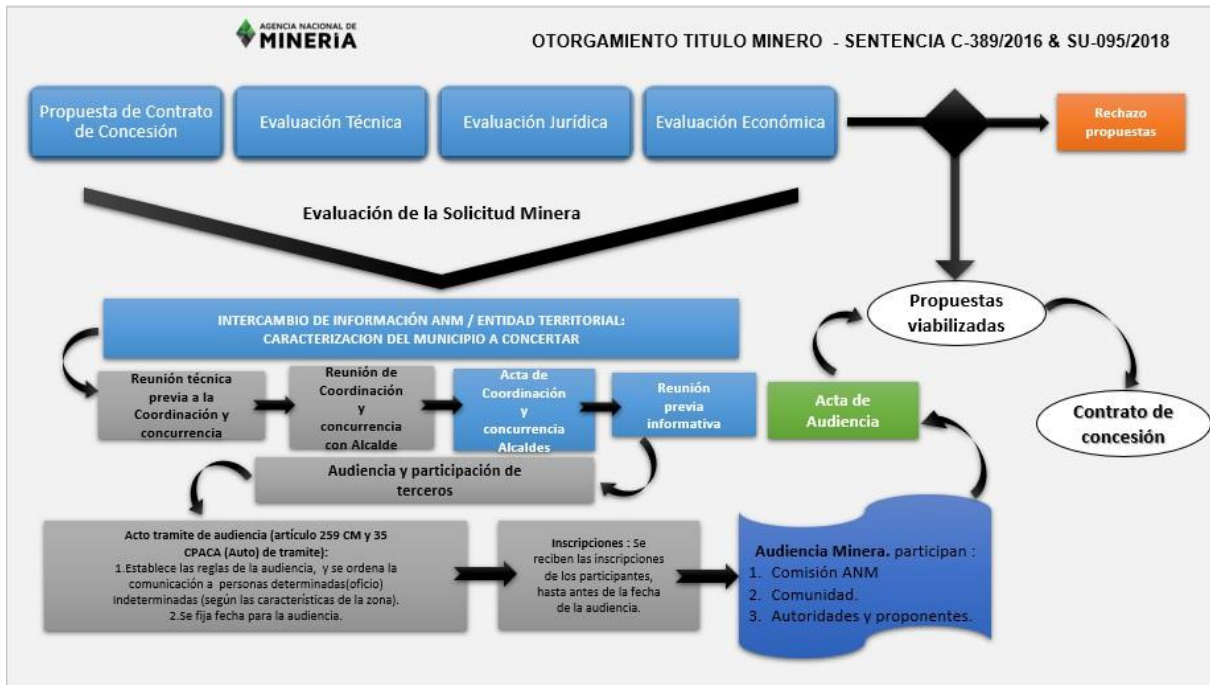 AGENCIA NACIONAL DE
MINERÍA
OTORGAMIENTO TITULO MINERO - SENTENCIA C-389/2016 & SU-095/2018
Propuesta de Contrato
de Concesión
Evaluación Técnica
Evaluación Jurídica
Evaluación Económica
Rechazo
propuestas
Evaluación de la Solicitud Minera
INTERCAMBIO DE INFORMACIÓN ANM / ENTIDAD TERRITORIAL:
CARACTERIZACION DEL MUNICIPIO A CONCERTAR
Propuestas
viabilizadas
Reunión técnica
previa a la
Coordinación y
concurrencia
Reunión de
Coordinación
y
concurrencia
con Alcalde
Acta de
Coordinación
y
concurrencia
Alcaldes
Reunión
previa
informativa
Acta de
Audiencia
Contrato de
concesión
Audiencia y participación de
terceros
Acto tramite de audiencia (artículo 259 CM y 35
CPACA (Auto) de tramite):
1.Establece las reglas de la audiencia, y se ordena la
comunicación a personas determinadas(oficio)
Indeterminadas (según las características de la zona).
2.Se fija fecha para la audiencia.
Inscripciones : Se
reciben las inscripciones
de los participantes,
hasta antes de la fecha
de la audiencia.
Audiencia Minera. participan :
1. Comisión ANM
2. Comunidad.
3. Autoridades y proponentes.